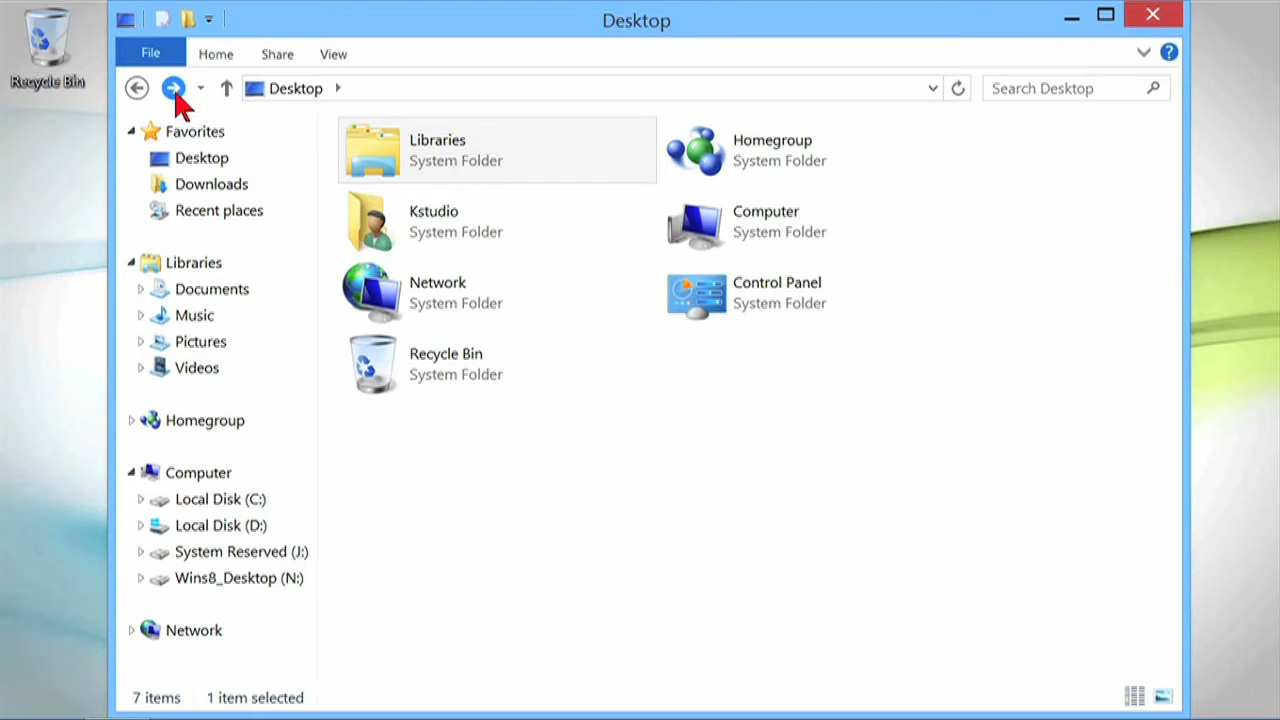 Recycle Bin
Desktop
File
Home
Share
View
Desktop
Search Desktop
Favorites
Desktop
Downloads
Recent places
Libraries
Documents
Music
Pictures
Videos
Homegroup
Computer
Local Disk (C:)
Local Disk (D:)
System Reserved (J:)
Wins8_Desktop (N:)
Network
Libraries
System Folder
Homegroup
System Folder
Kstudio
System Folder
Computer
System Folder
Network
System Folder
Control Panel
System Folder
Recycle Bin
System Folder
7 items
1 item selected